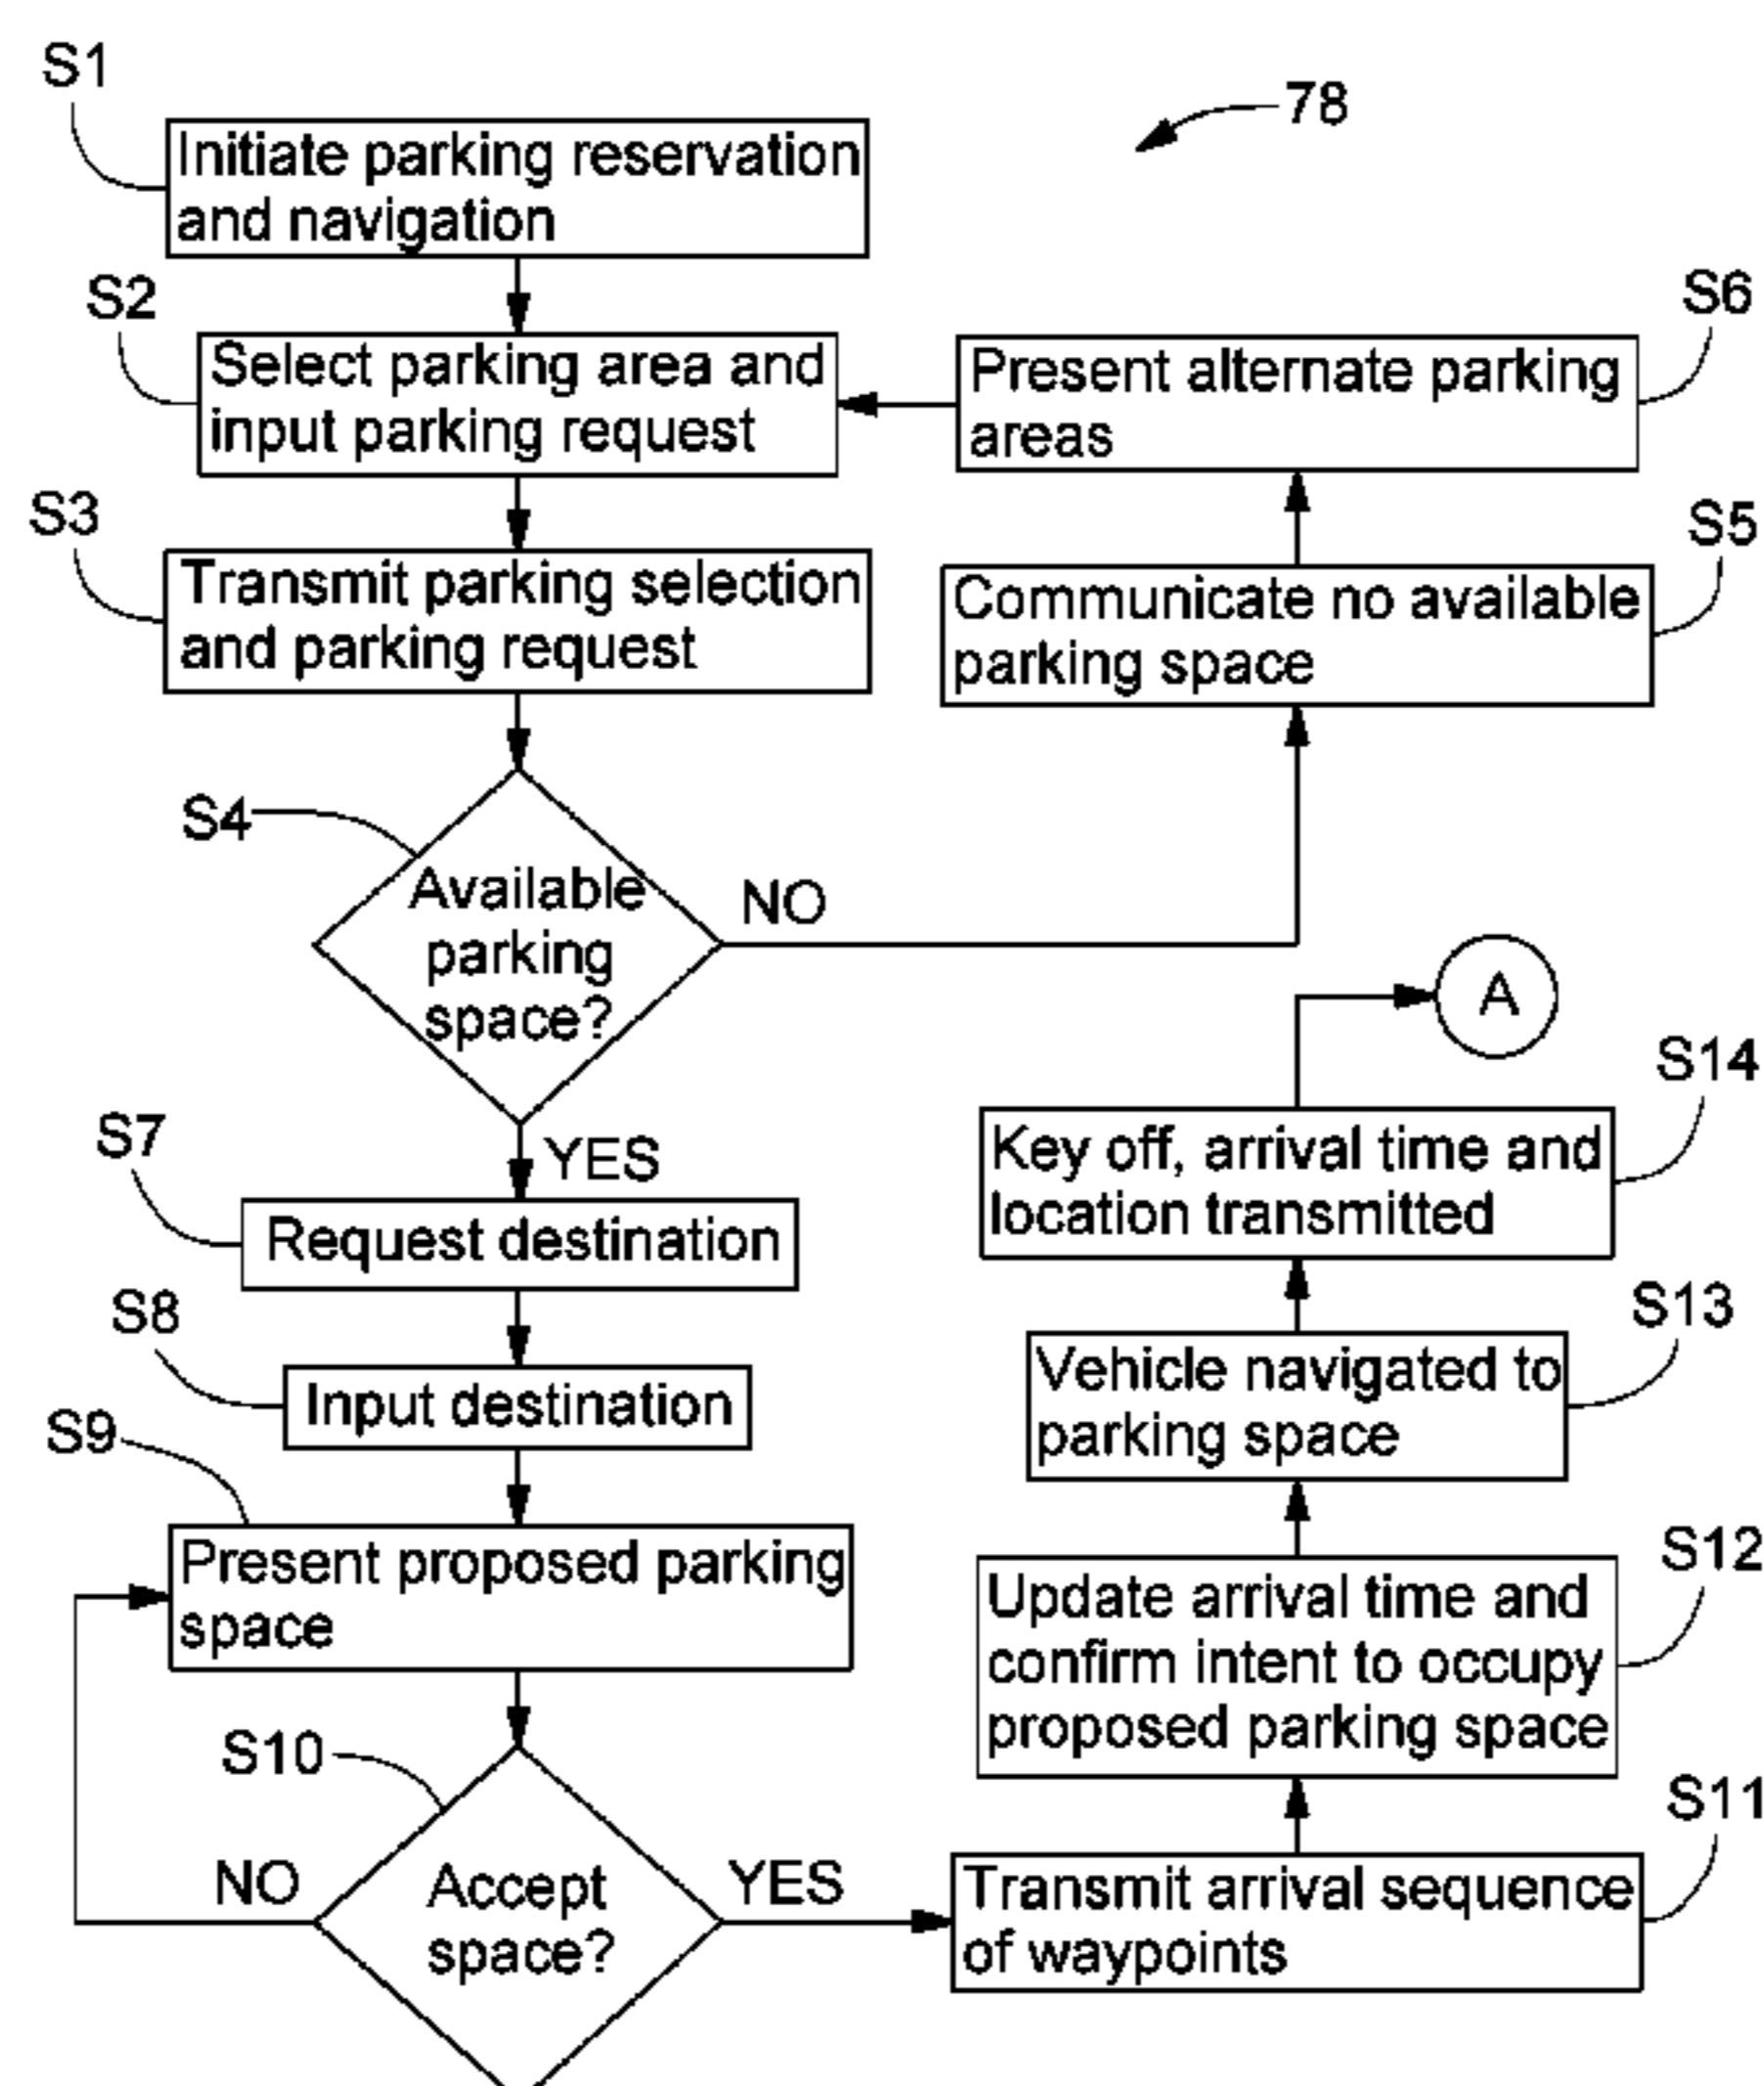 S1
Initiate parking reservation
and navigation
78
S2
Select parking area and
input parking request
S6
Present alternate parking
areas
S3
Transmit parking selection
and parking request
S5
Communicate no available
parking space
S4
Available
parking
space?
NO
YES
A
S7
Request destination
S14
Key off, arrival time and
location transmitted
S8
Input destination
S13
Vehicle navigated to
parking space
S9
Present proposed parking
space
S12
Update arrival time and
confirm intent to occupy
proposed parking space
S10
Accept
space?
NO
YES
S11
Transmit arrival sequence
of waypoints